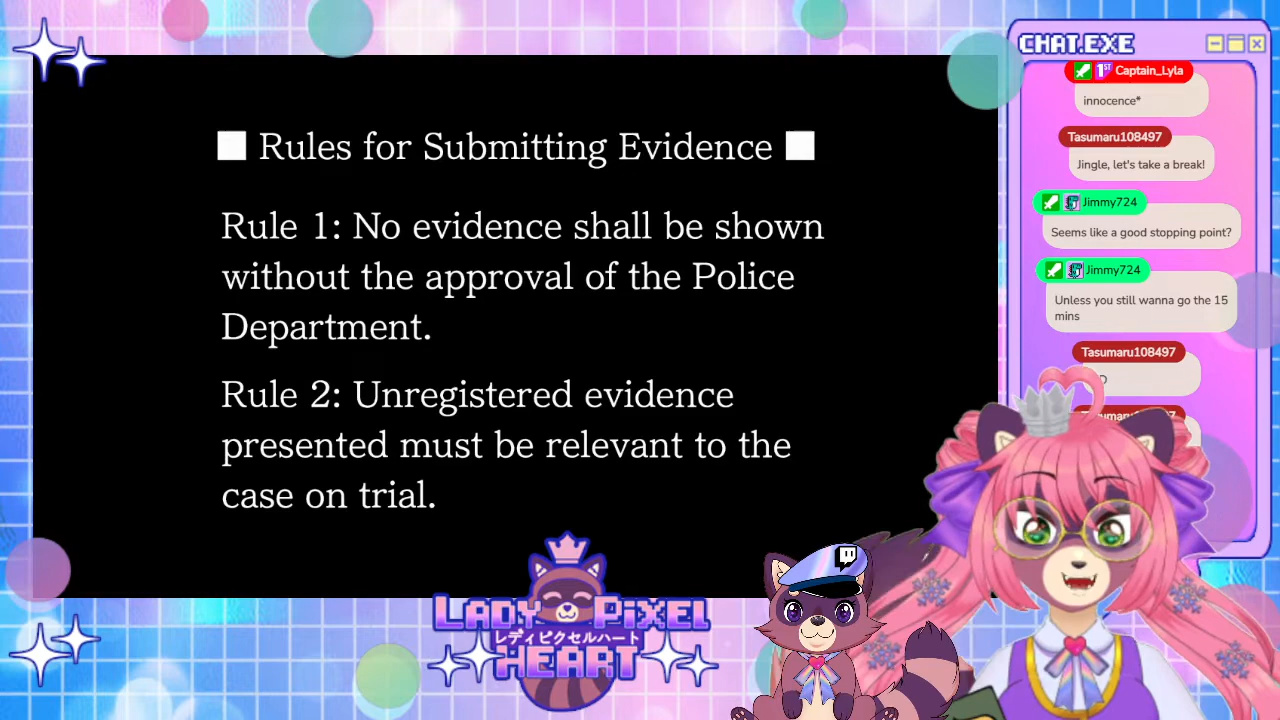 ■ Rules for Submitting Evidence ■
Rule 1: No evidence shall be shown
without the approval of the Police
Department.
Rule 2: Unregistered evidence
presented must be relevant to the
case on trial.
CHAT.EXE
1ST Captain_Lyla
innocence*
Tasumaru108497
Jingle, let's take a break!
Jimmy724
Seems like a good stopping point?
Jimmy724
Unless you still wanna go the 15
mins
Tasumaru108497
LADY PIXEL
レディピクセルハート
HEART